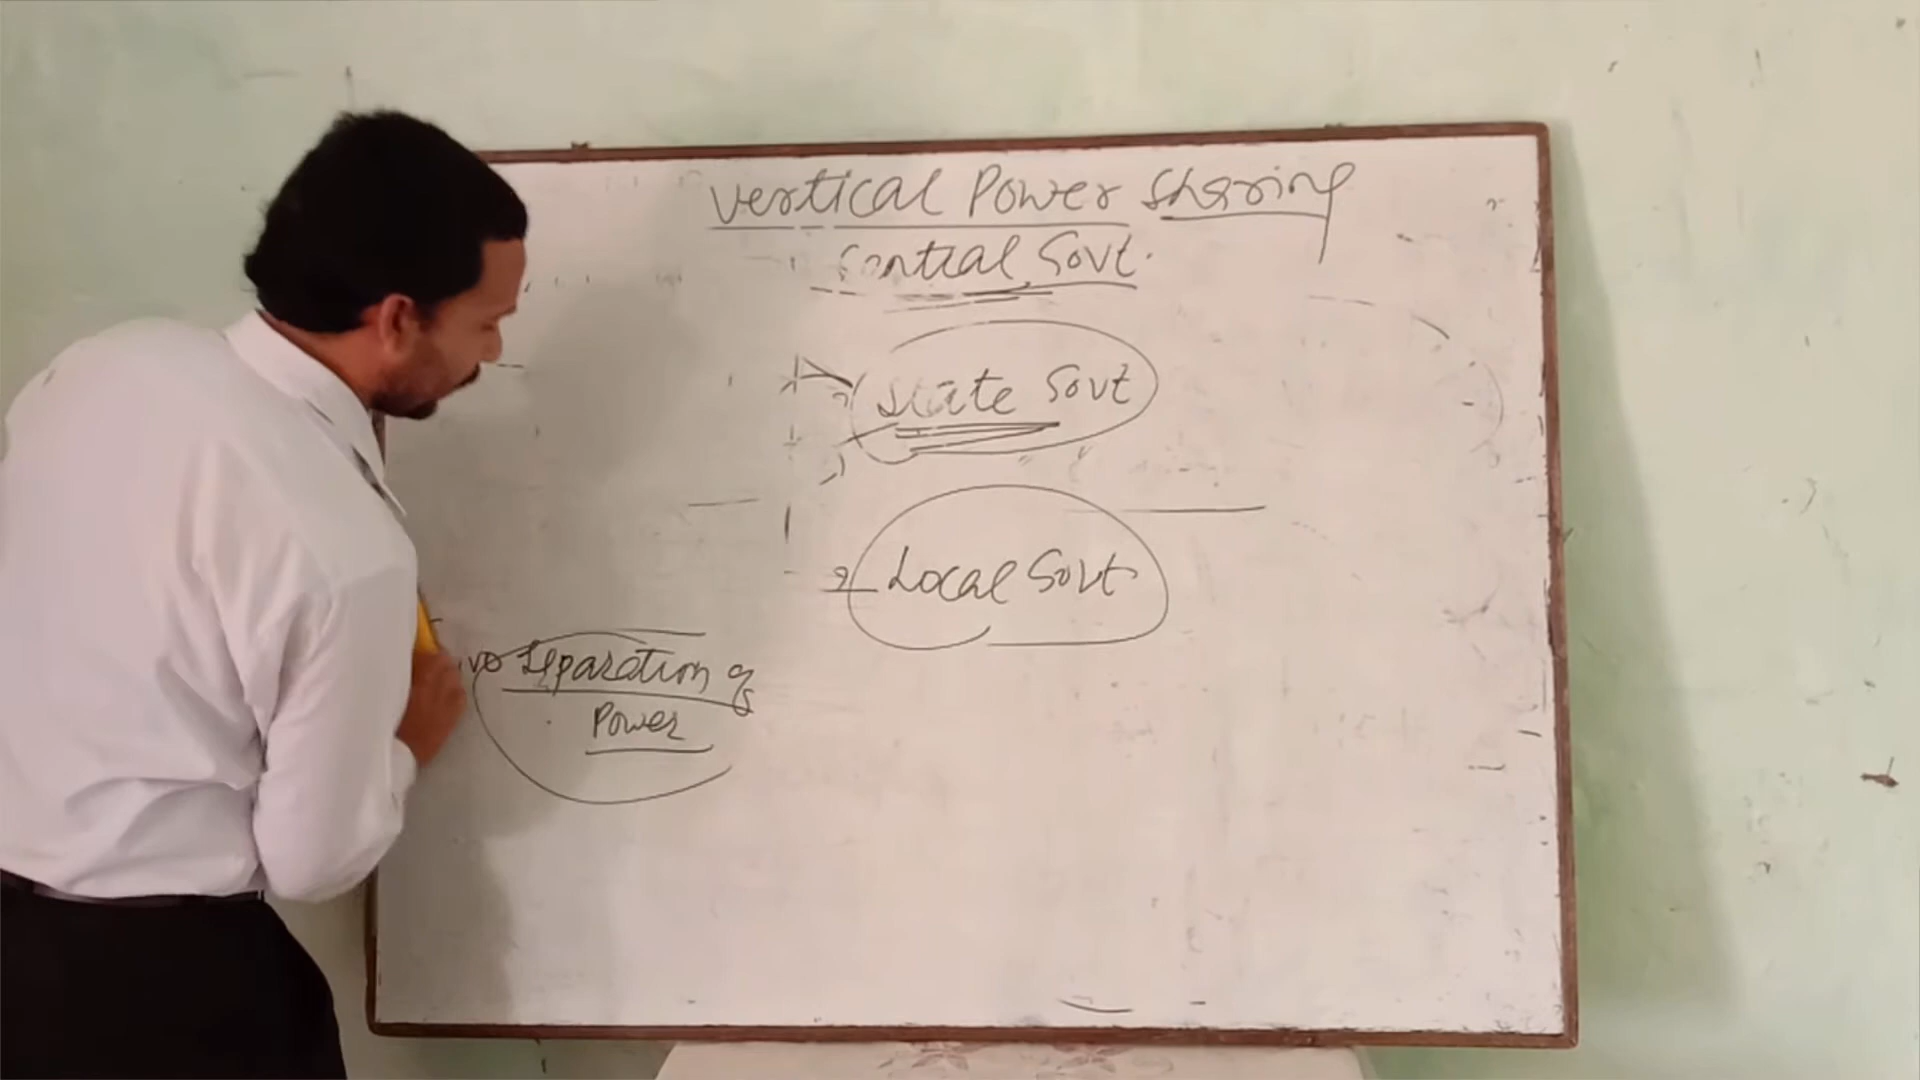 Vertical Power Sharing
Central Govt.
State Govt
Local Govt
Separation of
Power